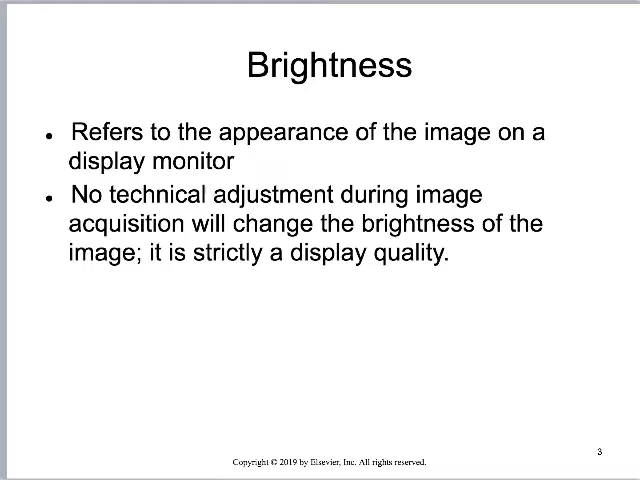 Brightness
• Refers to the appearance of the image on a
display monitor
• No technical adjustment during image
acquisition will change the brightness of the
image; it is strictly a display quality.
3
Copyright © 2019 by Elsevier, Inc. All rights reserved.